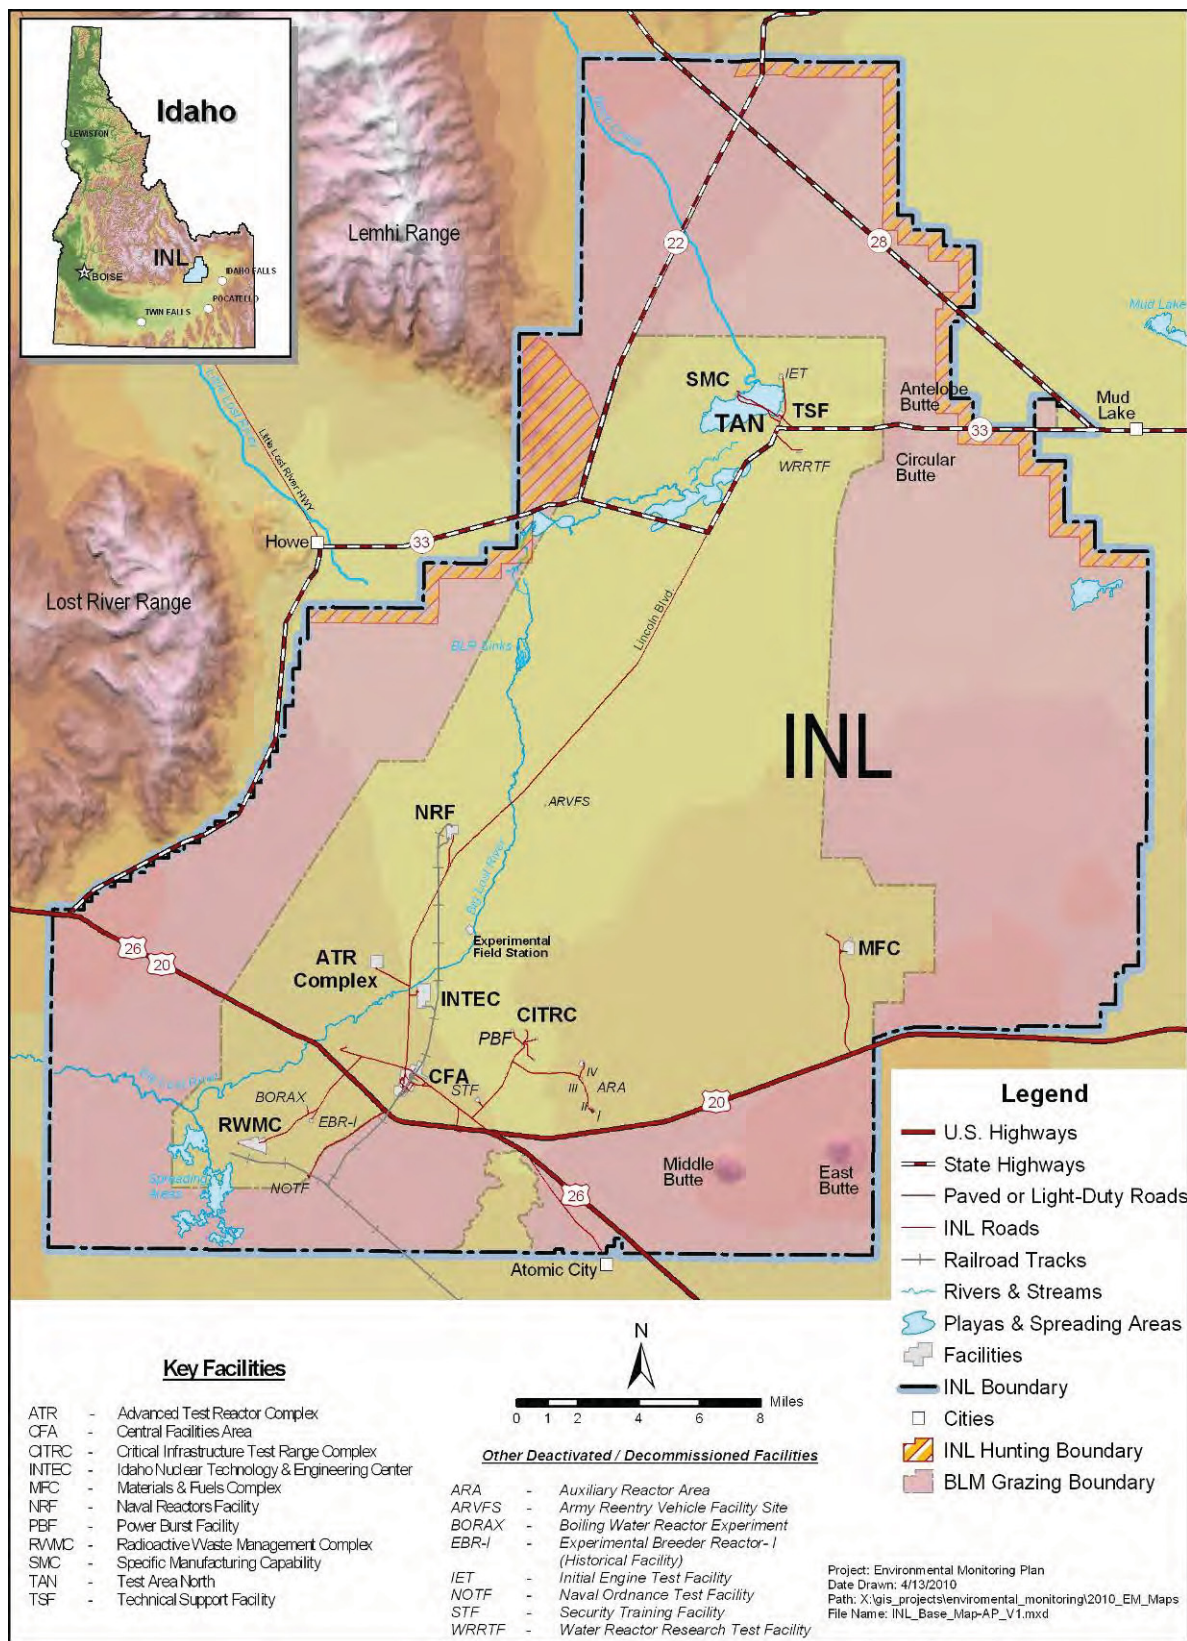 Idaho
LEWISTON
INL
BOISE
IDAHO FALLS
POCATELLO
TWIN FALLS
Lemhi Range
Birch Creek
22
28
Mud Lake
SMC
IET
TAN
TSF
Antelope
Butte
Mud
Lake
33
WRRTF
Circular
Butte
Little Lost River
Little Lost River HWY
Howe
33
Lost River Range
BLR Sinks
Lincoln Blvd.
INL
ARVFS
NRF
Big Lost River
Experimental
Field Station
26
20
ATR
Complex
INTEC
MFC
CITRC
PBF
Big Lost River
CFA
STF
IV
III
ARA
II
I
BORAX
EBR-I
RWMC
20
Spreading
Areas
NOTF
Middle
Butte
East
Butte
26
Atomic City
Legend
U.S. Highways
State Highways
Paved or Light-Duty Roads
INL Roads
Railroad Tracks
Rivers & Streams
Playas & Spreading Areas
Facilities
INL Boundary
Cities
INL Hunting Boundary
BLM Grazing Boundary
N
0 1 2 4 6 8 Miles
Key Facilities
ATR - Advanced Test Reactor Complex
CFA - Central Facilities Area
CITRC - Critical Infrastructure Test Range Complex
INTEC - Idaho Nuclear Technology & Engineering Center
MFC - Materials & Fuels Complex
NRF - Naval Reactors Facility
PBF - Power Burst Facility
RWMC - Radioactive Waste Management Complex
SMC - Specific Manufacturing Capability
TAN - Test Area North
TSF - Technical Support Facility
Other Deactivated / Decommissioned Facilities
ARA - Auxiliary Reactor Area
ARVFS - Army Reentry Vehicle Facility Site
BORAX - Boiling Water Reactor Experiment
EBR-I - Experimental Breeder Reactor- I
(Historical Facility)
IET - Initial Engine Test Facility
NOTF - Naval Ordnance Test Facility
STF - Security Training Facility
WRRTF - Water Reactor Research Test Facility
Project: Environmental Monitoring Plan
Date Drawn: 4/13/2010
Path: X:\gis_projects\enviromental_monitoring\2010_EM_Maps
File Name: INL_Base_Map-AP_V1.mxd